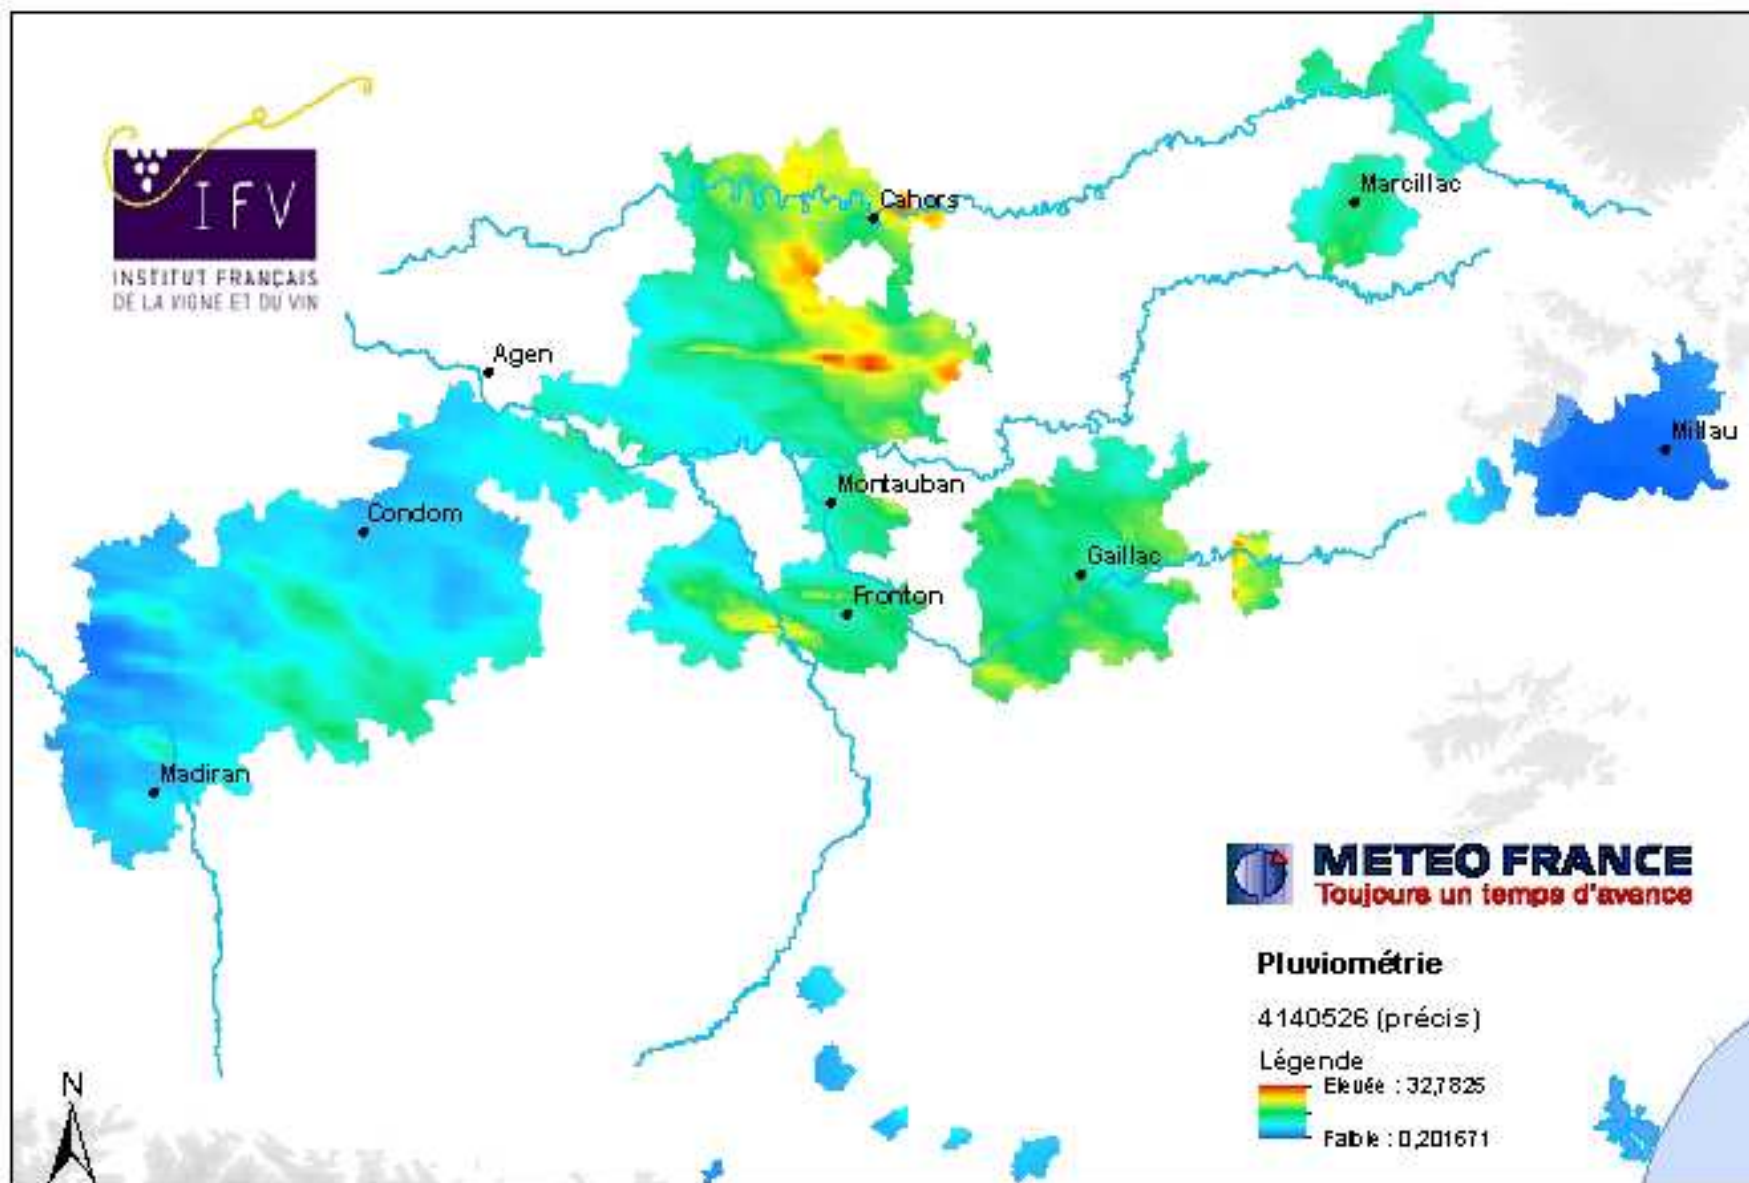 IFV
INSTITUT FRANÇAIS
DE LA VIGNE ET DU VIN
Cahors
Marcillac
Agen
Millau
Montauban
Condom
Gaillac
Fronton
Madiran
METEO FRANCE
Toujours un temps d'avance
Pluviométrie
4140526 (précis)
Légende
Elevée : 32,7825
Faible : 0,201671
N